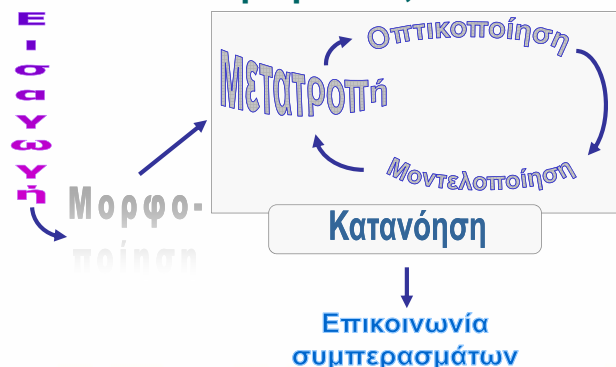 Εισαγωγή
Μορφο-
ποίηση
Μετατροπή
Οπτικοποίηση
Μοντελοποίηση
Κατανόηση
Επικοινωνία
συμπερασμάτων